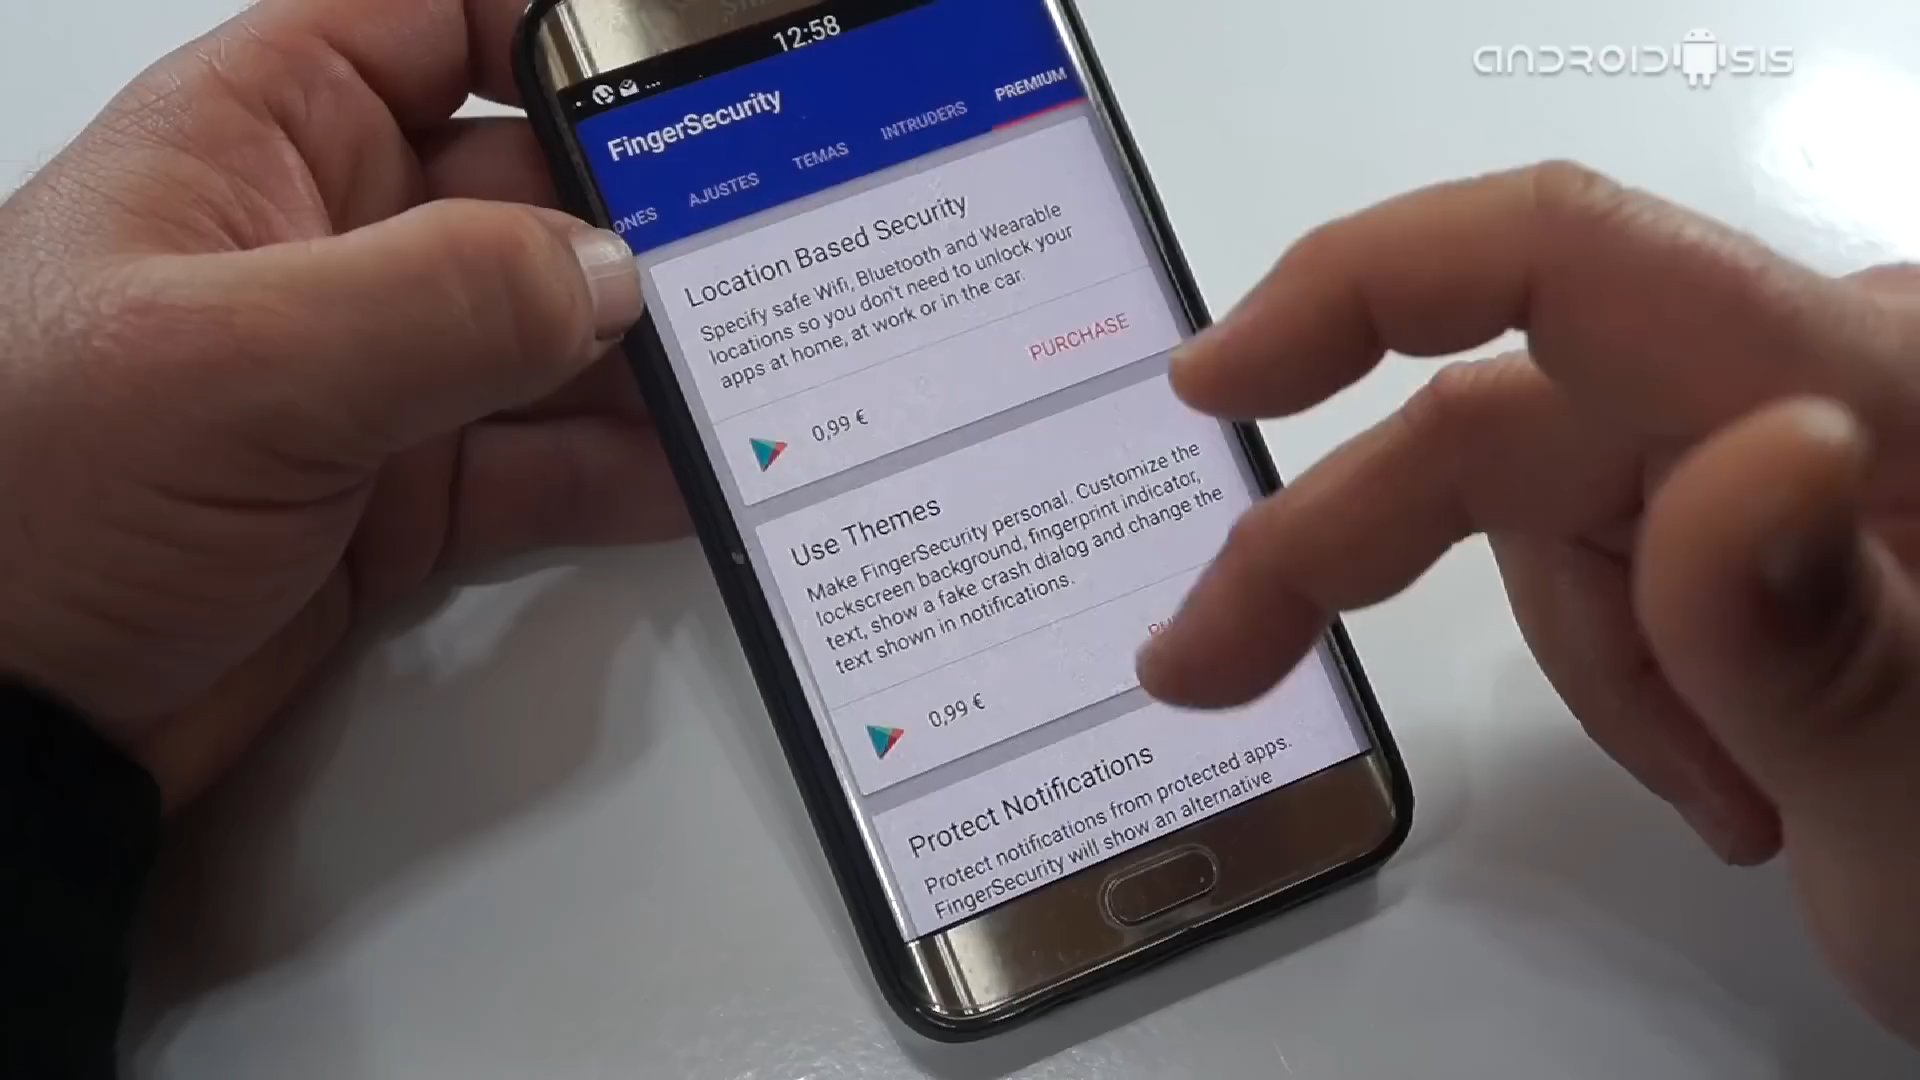 ANDROIDSIS
12:58
...
FingerSecurity
ONES AJUSTES TEMAS INTRUDERS PREMIUM
Location Based Security
Specify safe Wifi, Bluetooth and Wearable
locations so you don't need to unlock your
apps at home, at work or in the car.
PURCHASE
0,99 €
Use Themes
Make FingerSecurity personal. Customize the
lockscreen background, fingerprint indicator,
text, show a fake crash dialog and change the
text shown in notifications.
0,99 €
Protect Notifications
Protect notifications from protected apps.
FingerSecurity will show an alternative